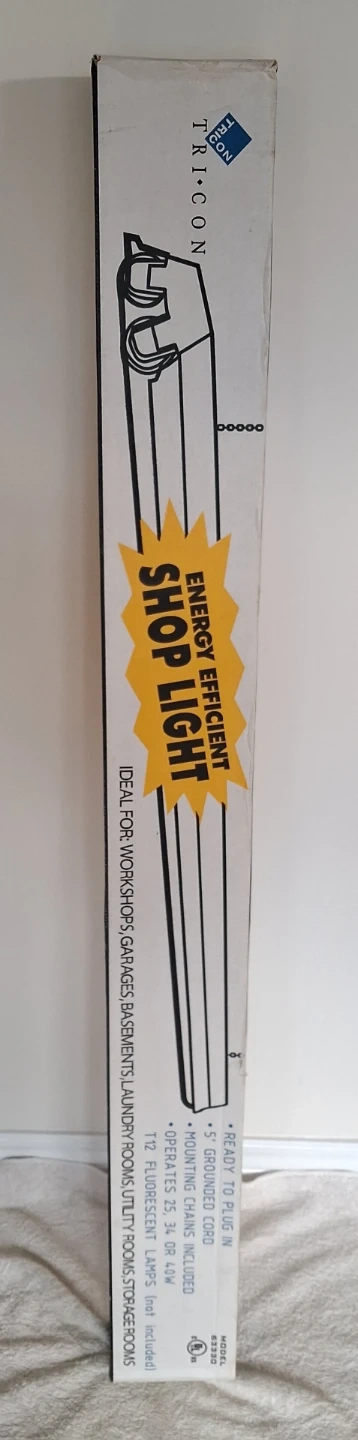 TRICON
TRI•CON
ENERGY EFFICIENT
SHOP LIGHT
IDEAL FOR: WORKSHOPS, GARAGES, BASEMENTS, LAUNDRY ROOMS, UTILITY ROOMS, STORAGE ROOMS
• READY TO PLUG IN
• 5' GROUNDED CORD
• MOUNTING CHAINS INCLUDED
• OPERATES 25, 34 OR 40W
T12 FLUORESCENT LAMPS (not included)
MODEL
63330
UL